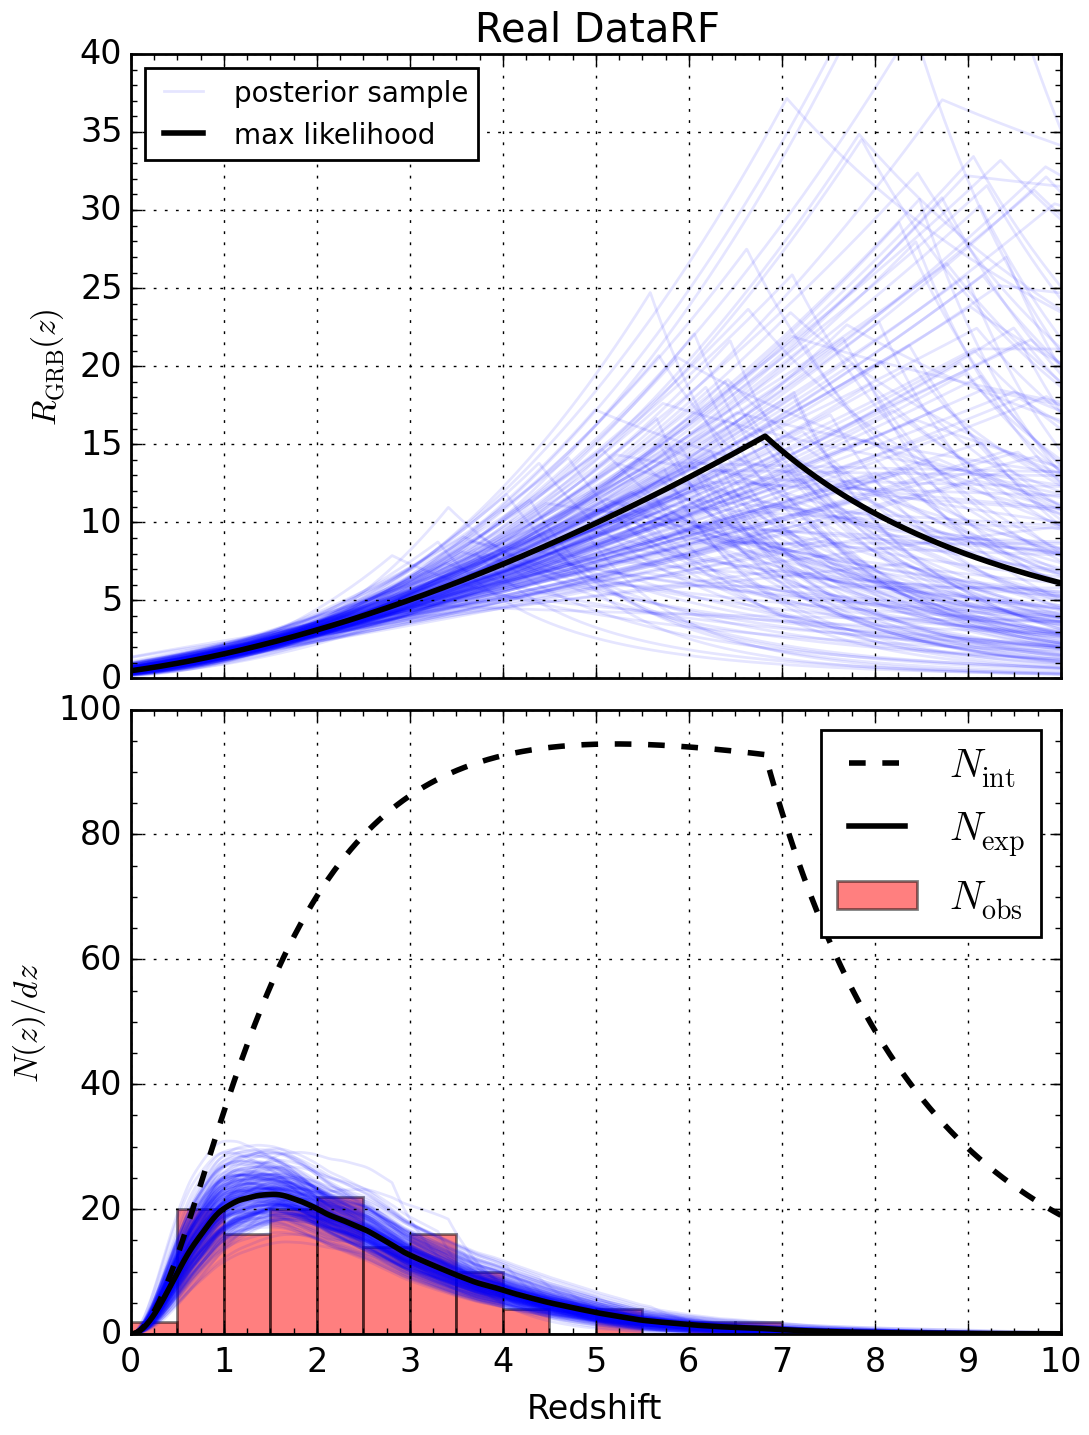 Real DataRF
40
35
30
25
20
15
10
5
0
R_GRB(z)
posterior sample
max likelihood
100
80
60
40
20
0
N(z)/dz
N_int
N_exp
N_obs
0 1 2 3 4 5 6 7 8 9 10
Redshift